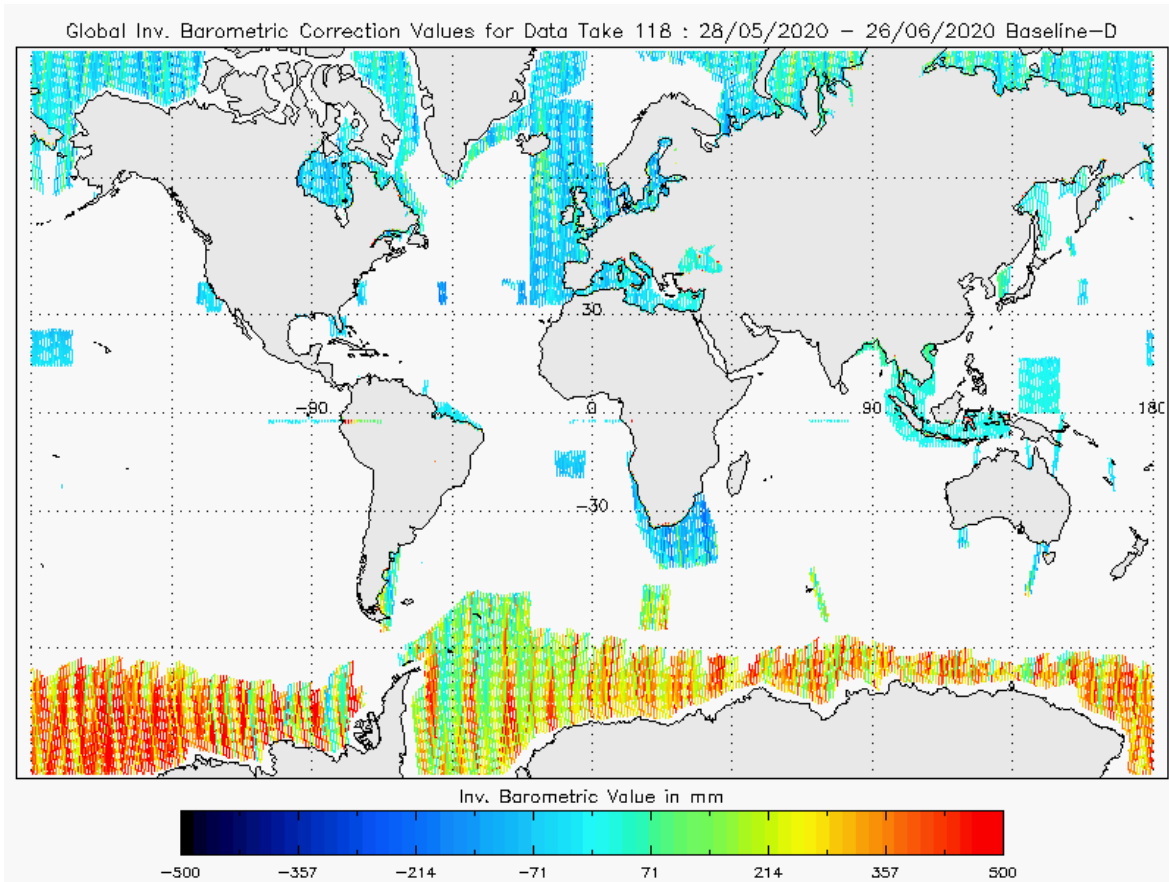 Global Inv. Barometric Correction Values for Data Take 118 : 28/05/2020 − 26/06/2020 Baseline−D
30
−90 0 90 180
−30
Inv. Barometric Value in mm
−500 −357 −214 −71 71 214 357 500